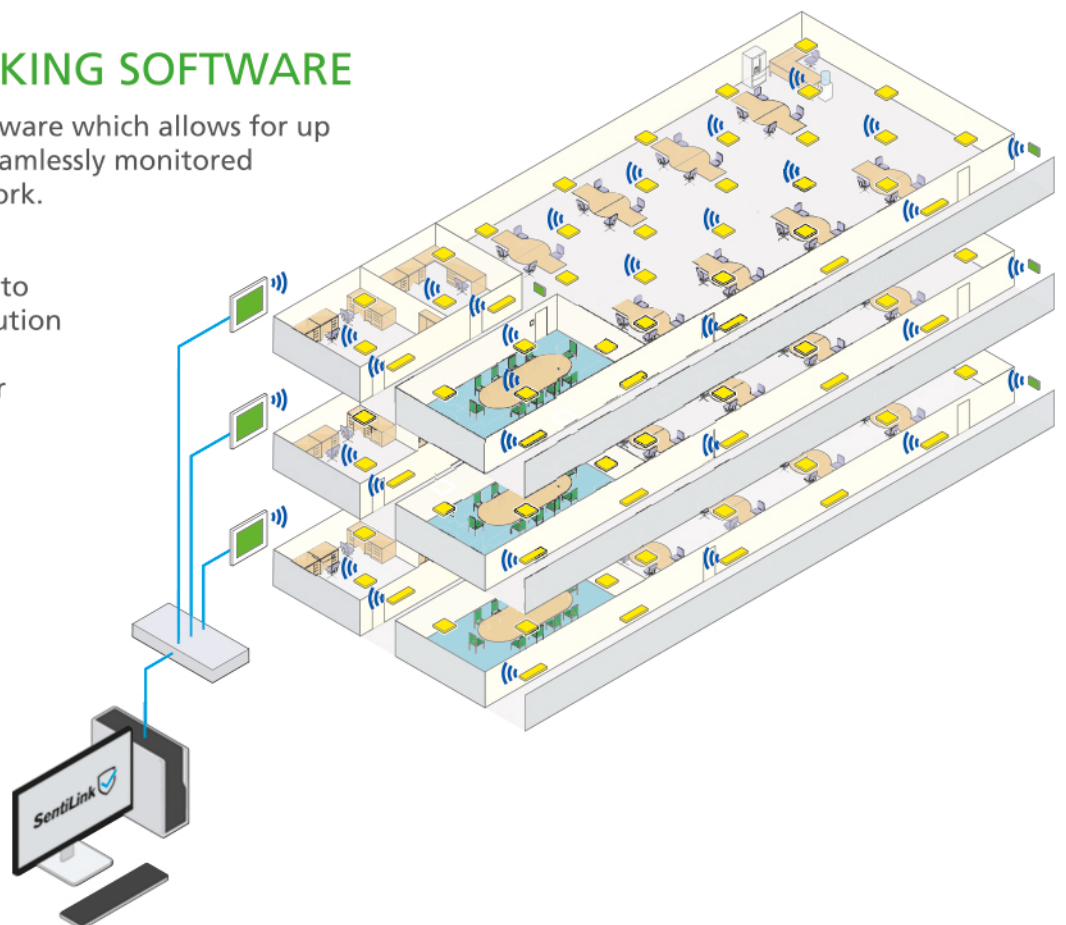 KING SOFTWARE
ware which allows for up
amlessly monitored
ork.
to
ution
r
SentiLink